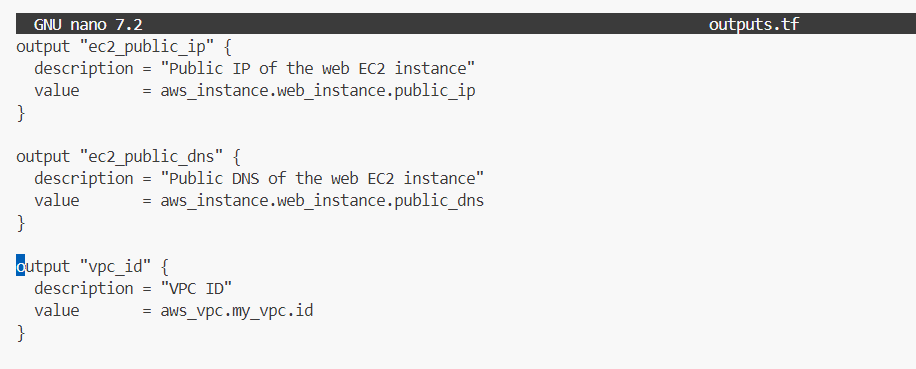 GNU nano 7.2 outputs.tf
output "ec2_public_ip" {
  description = "Public IP of the web EC2 instance"
  value       = aws_instance.web_instance.public_ip
}

output "ec2_public_dns" {
  description = "Public DNS of the web EC2 instance"
  value       = aws_instance.web_instance.public_dns
}

output "vpc_id" {
  description = "VPC ID"
  value       = aws_vpc.my_vpc.id
}